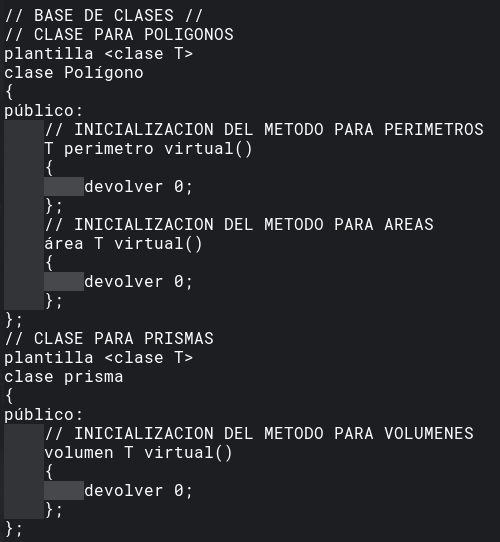 // BASE DE CLASES //
// CLASE PARA POLIGONOS
plantilla <clase T>
clase Polígono
{
público:
// INICIALIZACION DEL METODO PARA PERIMETROS
T perimetro virtual()
{
devolver 0;
};
// INICIALIZACION DEL METODO PARA AREAS
área T virtual()
{
devolver 0;
};
};
// CLASE PARA PRISMAS
plantilla <clase T>
clase prisma
{
público:
// INICIALIZACION DEL METODO PARA VOLUMENES
volumen T virtual()
{
devolver 0;
};
};